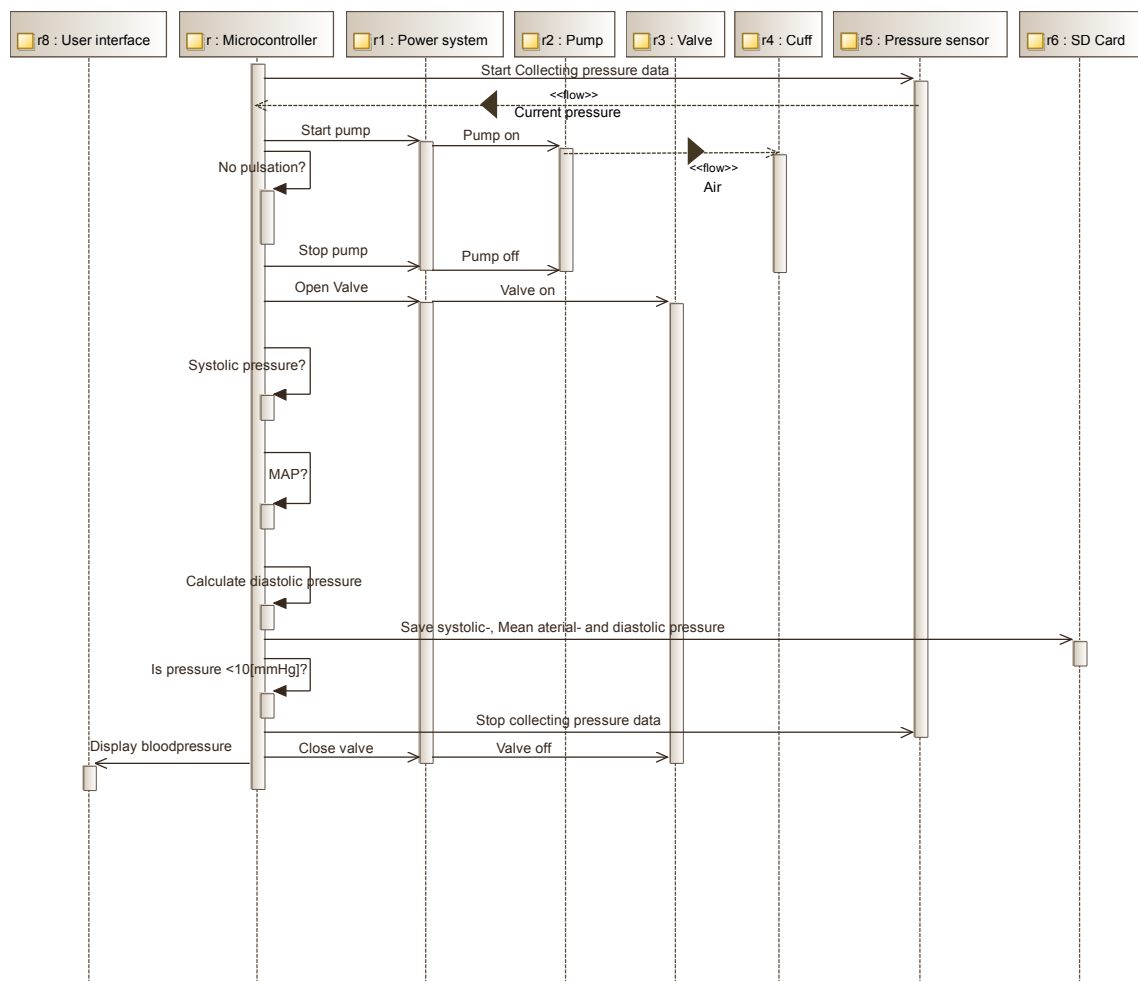 r8 : User interface
r : Microcontroller
r1 : Power system
r2 : Pump
r3 : Valve
r4 : Cuff
r5 : Pressure sensor
r6 : SD Card
Start Collecting pressure data
<<flow>>
Current pressure
Start pump
Pump on
No pulsation?
<<flow>>
Air
Stop pump
Pump off
Open Valve
Valve on
Systolic pressure?
MAP?
Calculate diastolic pressure
Save systolic-, Mean aterial- and diastolic pressure
Is pressure <10[mmHg]?
Stop collecting pressure data
Display bloodpressure
Close valve
Valve off